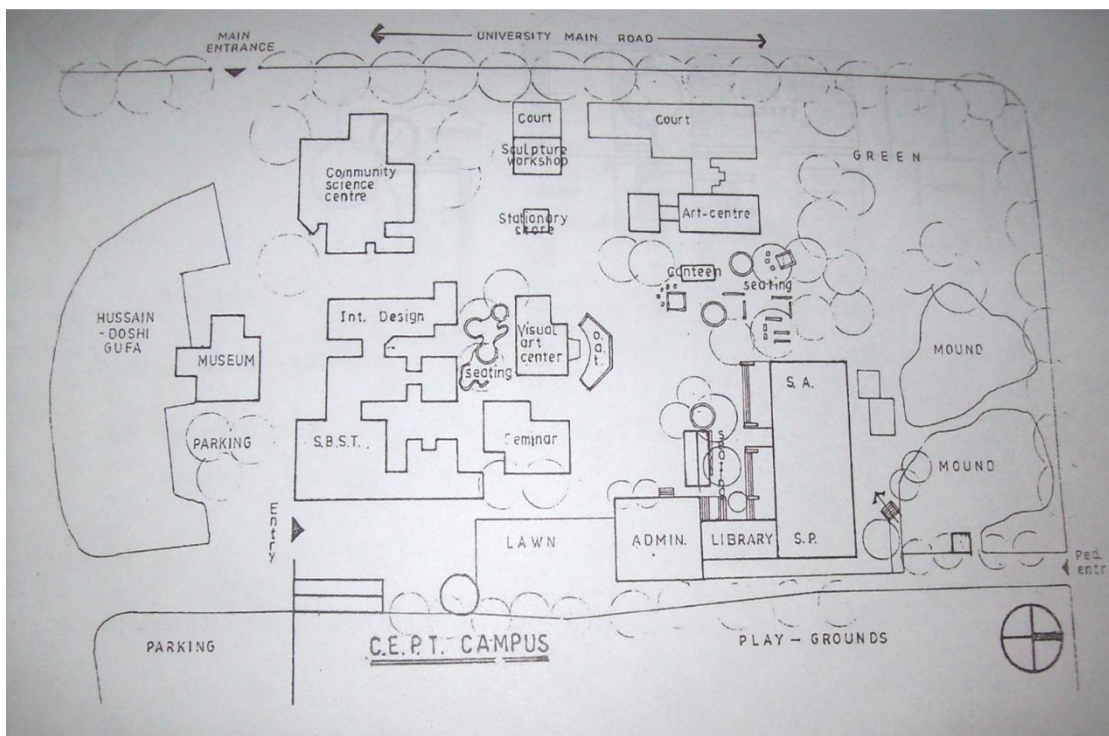 MAIN
ENTRANCE
UNIVERSITY MAIN ROAD
Court
Sculpture
workshop
Court
GREEN
Community
science
centre
Stationary
store
Art-centre
Canteen
seating
HUSSAIN
-DOSHI
GUFA
MUSEUM
Int. Design
Visual
art
center
o.a.t.
seating
MOUND
S.A.
PARKING
S.B.S.T.
Seminar
MOUND
Entry
LAWN
ADMIN.
LIBRARY
S.P.
Ped.
entr
PARKING
C.E.P.T. CAMPUS
PLAY-GROUNDS